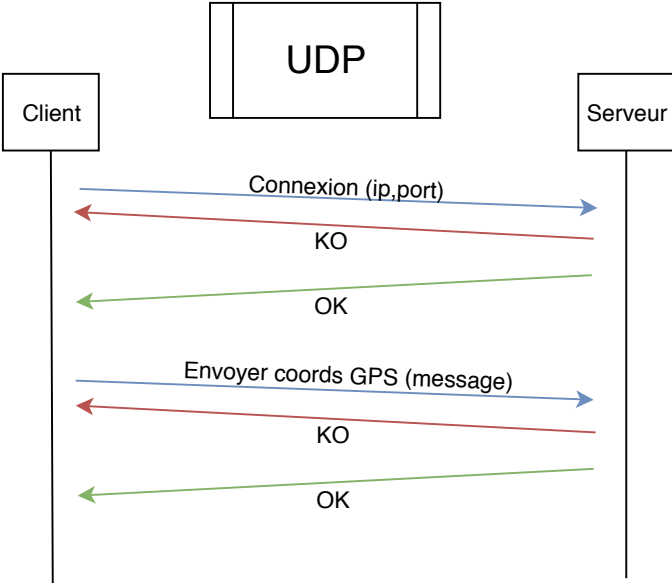 UDP
Client
Serveur
Connexion (ip,port)
KO
OK
Envoyer coords GPS (message)
KO
OK